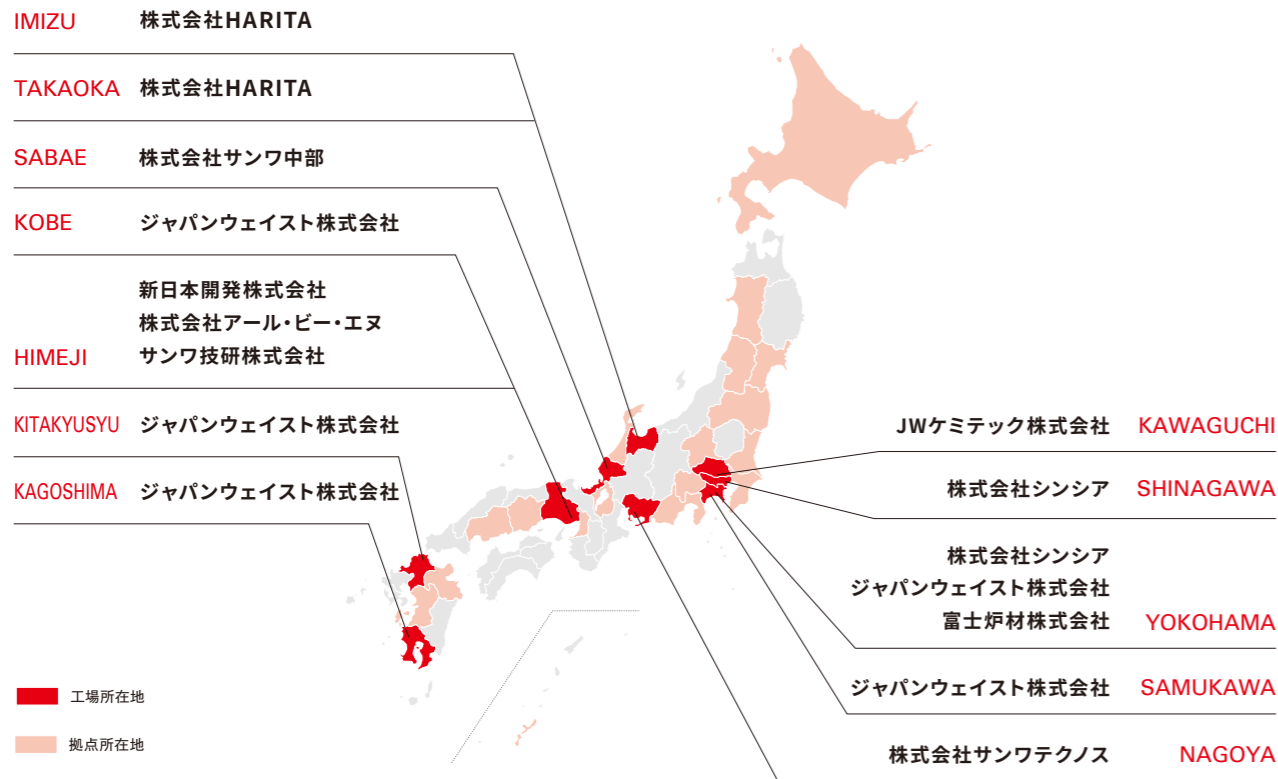 IMIZU 株式会社HARITA
TAKAOKA 株式会社HARITA
SABAE 株式会社サンワ中部
KOBE ジャパンウェイスト株式会社
新日本開発株式会社
株式会社アール・ビー・エヌ
HIMEJI サンワ技研株式会社
KITAKYUSYU ジャパンウェイスト株式会社
KAGOSHIMA ジャパンウェイスト株式会社
JWケミテック株式会社 KAWAGUCHI
株式会社シンシア SHINAGAWA
株式会社シンシア
ジャパンウェイスト株式会社
富士炉材株式会社 YOKOHAMA
ジャパンウェイスト株式会社 SAMUKAWA
株式会社サンワテクノス NAGOYA
工場所在地
拠点所在地